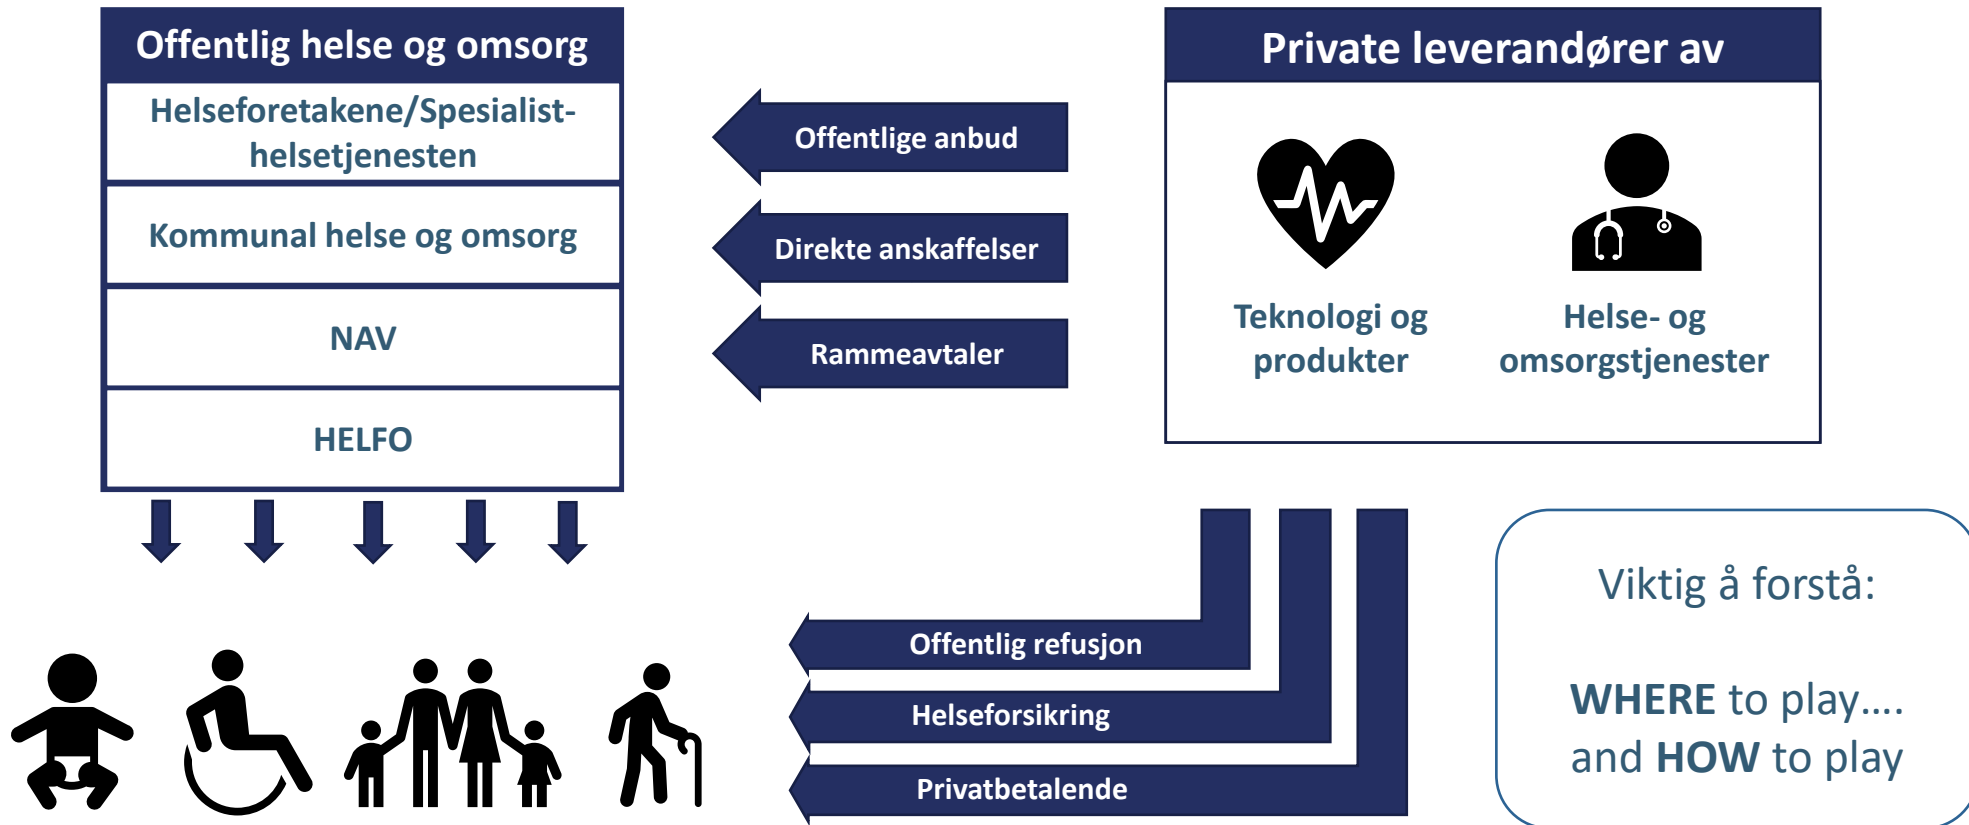 Offentlig helse og omsorg
Helseforetakene/Spesialist-
helsetjenesten
Kommunal helse og omsorg
NAV
HELFO
Offentlige anbud
Direkte anskaffelser
Rammeavtaler
Private leverandører av
Teknologi og
produkter
Helse- og
omsorgstjenester
Offentlig refusjon
Helseforsikring
Privatbetalende
Viktig å forstå:
WHERE to play....
and HOW to play